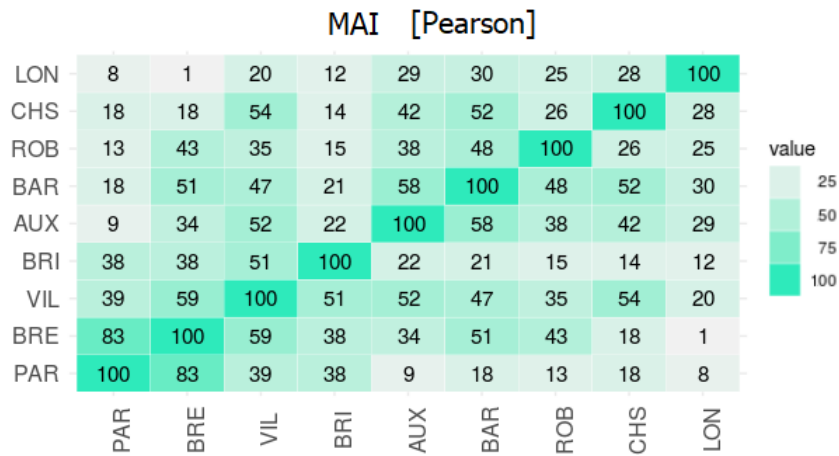 MAI [Pearson]
LON 8 1 20 12 29 30 25 28 100
CHS 18 18 54 14 42 52 26 100 28
ROB 13 43 35 15 38 48 100 26 25
BAR 18 51 47 21 58 100 48 52 30
AUX 9 34 52 22 100 58 38 42 29
BRI 38 38 51 100 22 21 15 14 12
VIL 39 59 100 51 52 47 35 54 20
BRE 83 100 59 38 34 51 43 18 1
PAR 100 83 39 38 9 18 13 18 8
PAR BRE VIL BRI AUX BAR ROB CHS LON
value
25
50
75
100